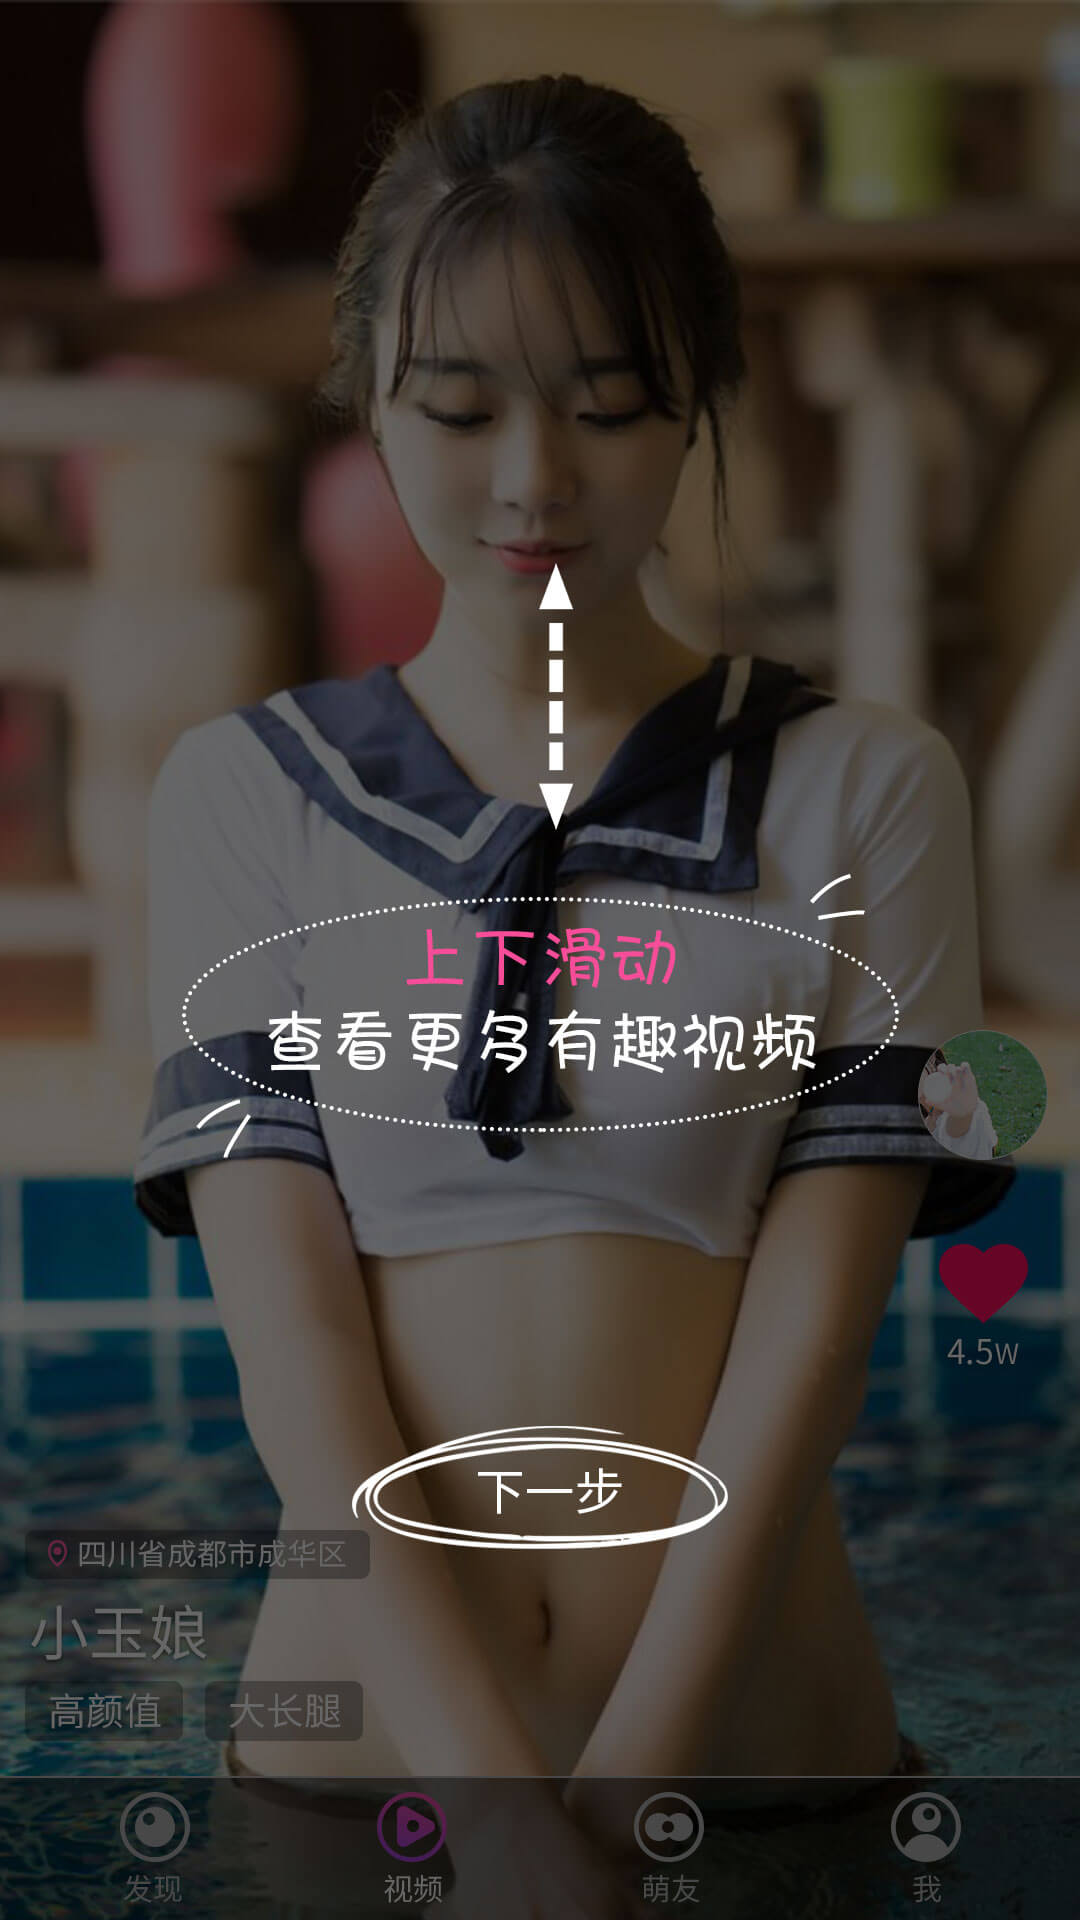 上下滑动
查看更多有趣视频
4.5W
下一步
四川省成都市成华区
小玉娘
高颜值
大长腿
发现
视频
萌友
我